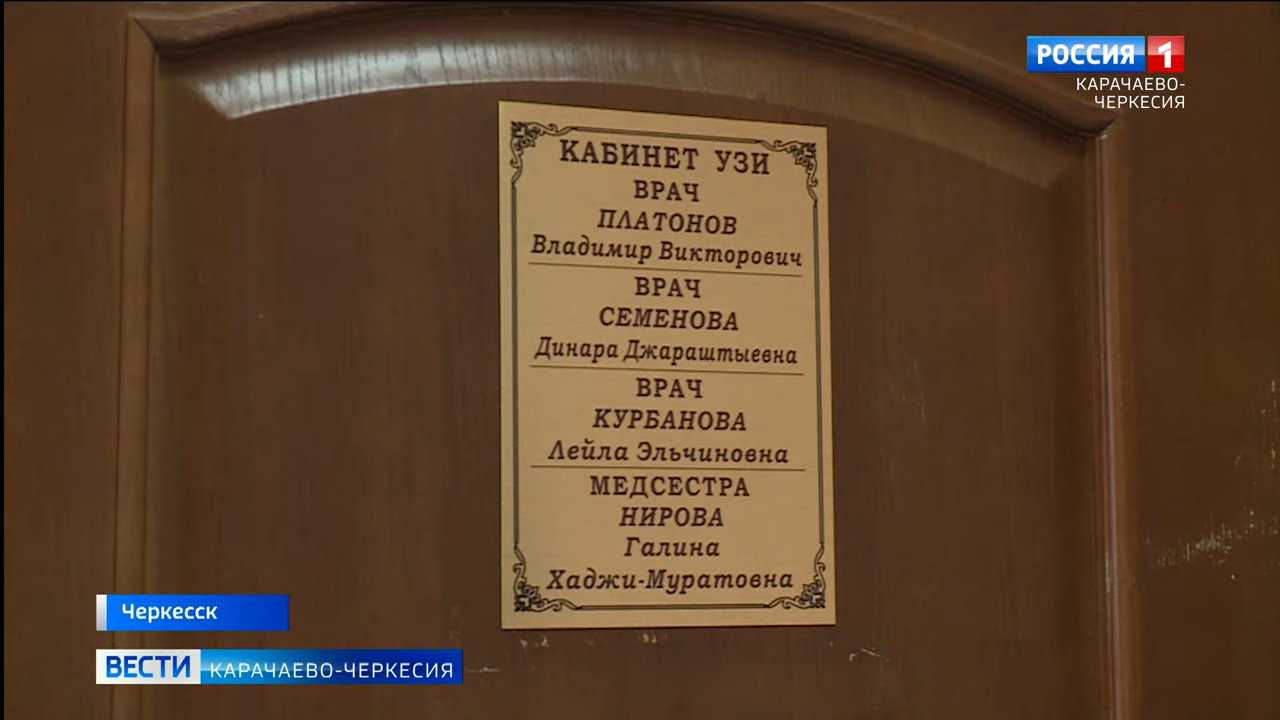 РОССИЯ 1
КАРАЧАЕВО-
ЧЕРКЕСИЯ
КАБИНЕТ УЗИ
ВРАЧ
ПЛАТОНОВ
Владимир Викторович
ВРАЧ
СЕМЕНОВА
Динара Джараштыевна
ВРАЧ
КУРБАНОВА
Лейла Эльчиновна
МЕДСЕСТРА
НИРОВА
Галина
Хаджи-Муратовна
Черкесск
ВЕСТИ КАРАЧАЕВО-ЧЕРКЕСИЯ